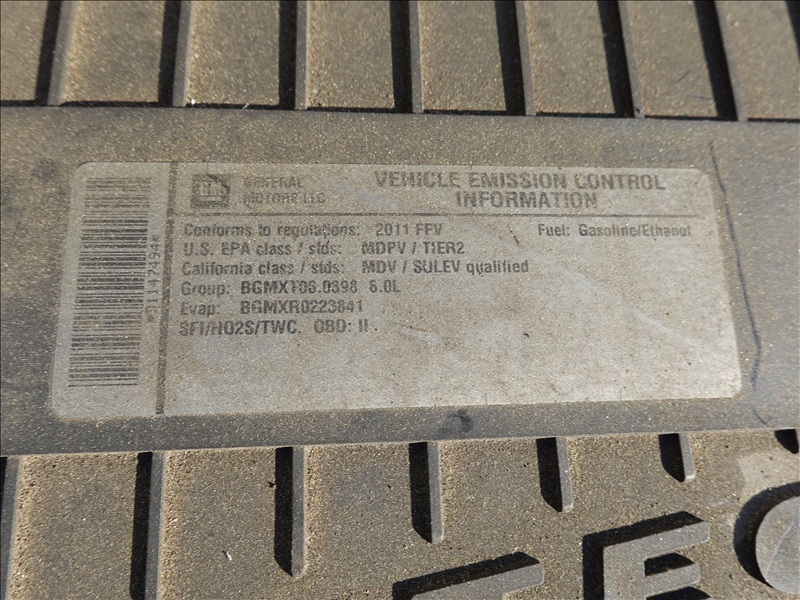 GM GENERAL MOTORS LLC
VEHICLE EMISSION CONTROL INFORMATION
Conforms to regulations: 2011 FFV Fuel: Gasoline/Ethanol
U.S. EPA class / stds: MDPV / TIER2
California class / stds: MDV / SULEV qualified
Group: BGMXT06.0398 6.0L
Evap: BGMXR0223841
SFI/HO2S/TWC. OBD: II .